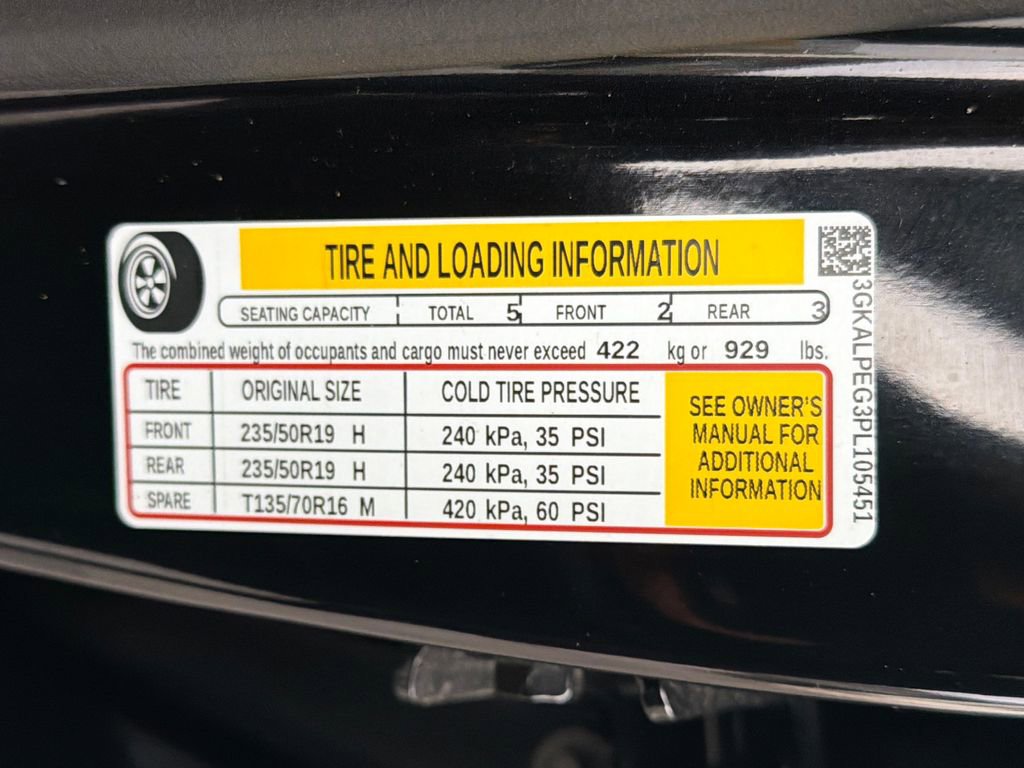 TIRE AND LOADING INFORMATION
SEATING CAPACITY TOTAL 5 FRONT 2 REAR 3
The combined weight of occupants and cargo must never exceed 422 kg or 929 lbs.
TIRE ORIGINAL SIZE COLD TIRE PRESSURE
FRONT 235/50R19 H 240 kPa, 35 PSI
REAR 235/50R19 H 240 kPa, 35 PSI
SPARE T135/70R16 M 420 kPa, 60 PSI
SEE OWNER'S
MANUAL FOR
ADDITIONAL
INFORMATION
3GKALPEG3PL105451